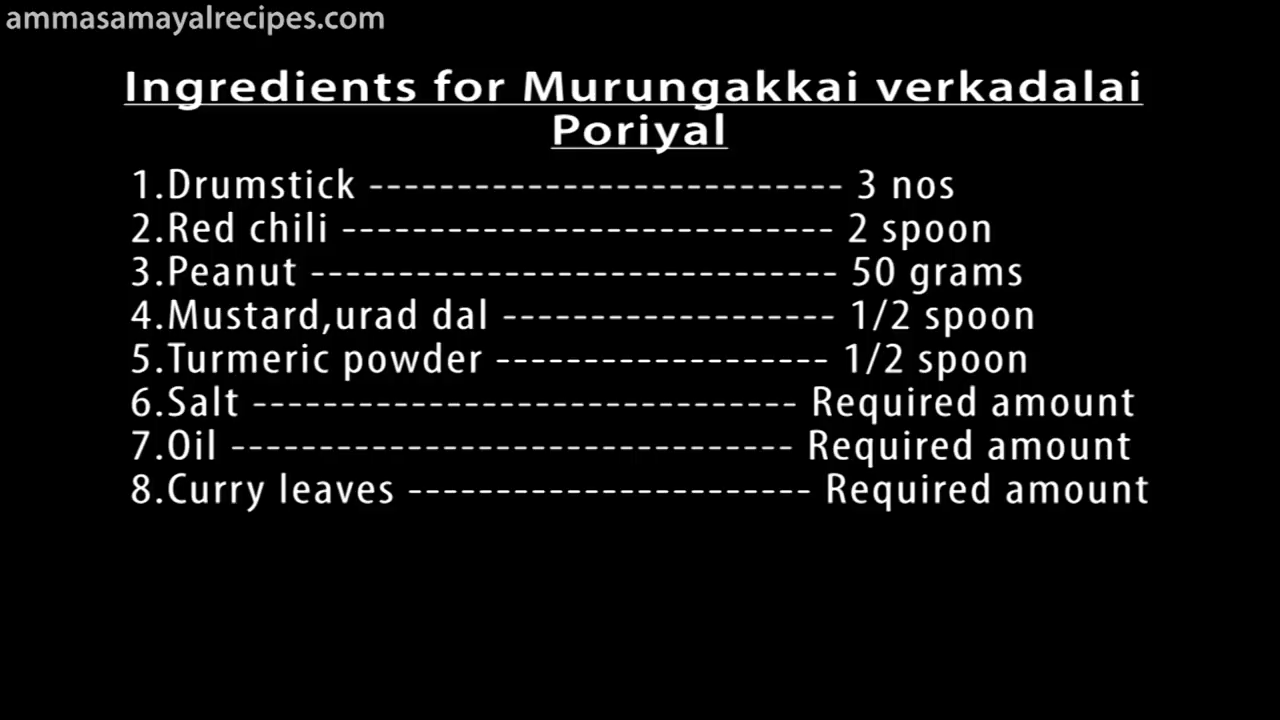 ammasamayalrecipes.com
Ingredients for Murungakkai verkadalai
Poriyal
1.Drumstick --------------------------- 3 nos
2.Red chili ---------------------------- 2 spoon
3.Peanut ------------------------------ 50 grams
4.Mustard,urad dal ------------------- 1/2 spoon
5.Turmeric powder ------------------- 1/2 spoon
6.Salt ------------------------------- Required amount
7.Oil -------------------------------- Required amount
8.Curry leaves ----------------------- Required amount